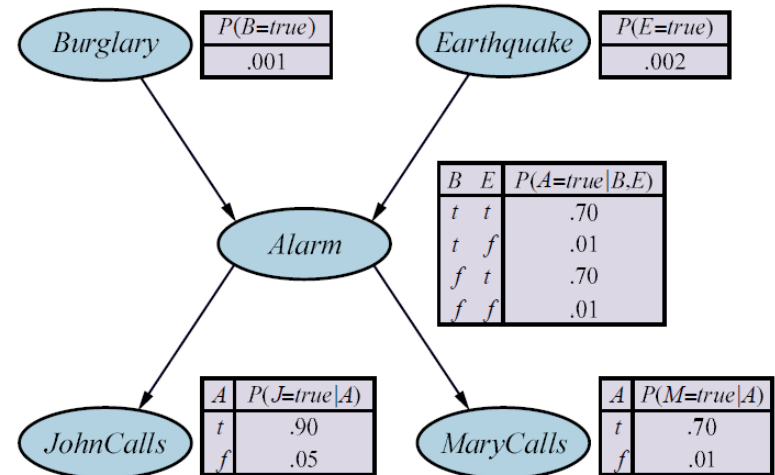 Burglary
P(B=true)
.001
Earthquake
P(E=true)
.002
B E P(A=true|B,E)
t t .70
t f .01
f t .70
f f .01
Alarm
A P(J=true|A)
t .90
f .05
JohnCalls
A P(M=true|A)
t .70
f .01
MaryCalls